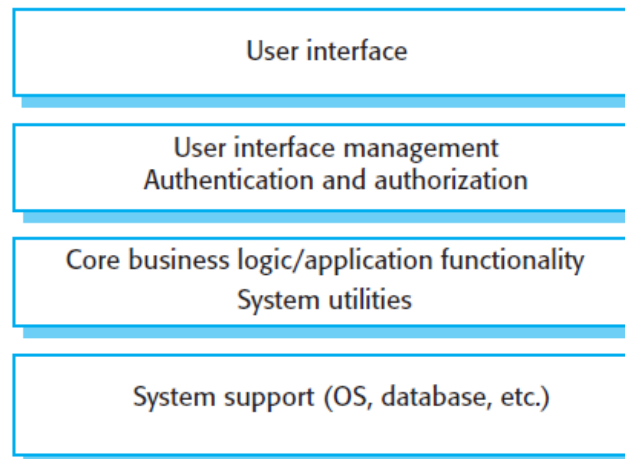 User interface
User interface management
Authentication and authorization
Core business logic/application functionality
System utilities
System support (OS, database, etc.)